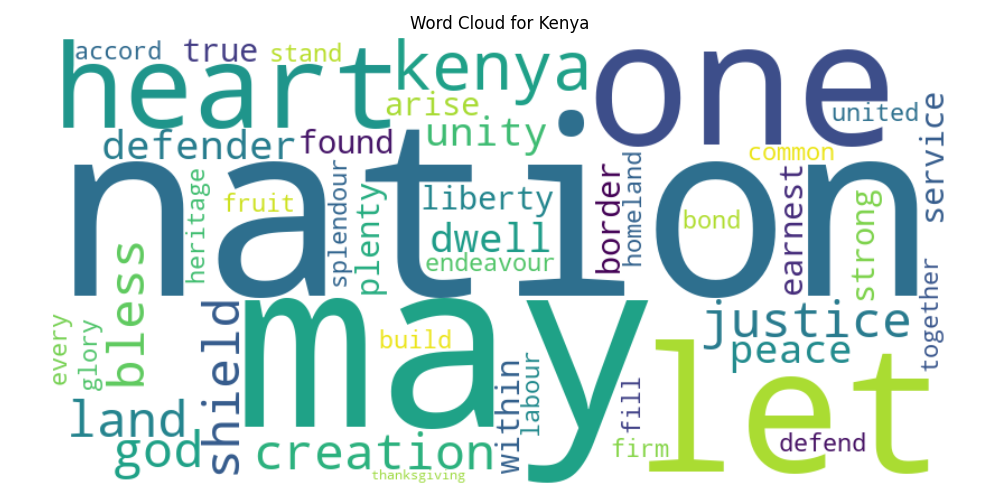 Word Cloud for Kenya
accord
true
stand
heart
kenya
one
arise
united
service
defender
found
unity
common
nation
heritage
fruit
splendour
plenty
liberty
dwell
endeavour
border
homeland
bond
earnest
strong
together
every
glory
bless
shield
may
build
justice
peace
let
land
god
creation
within
labour
fill
firm
defend
thanksgiving